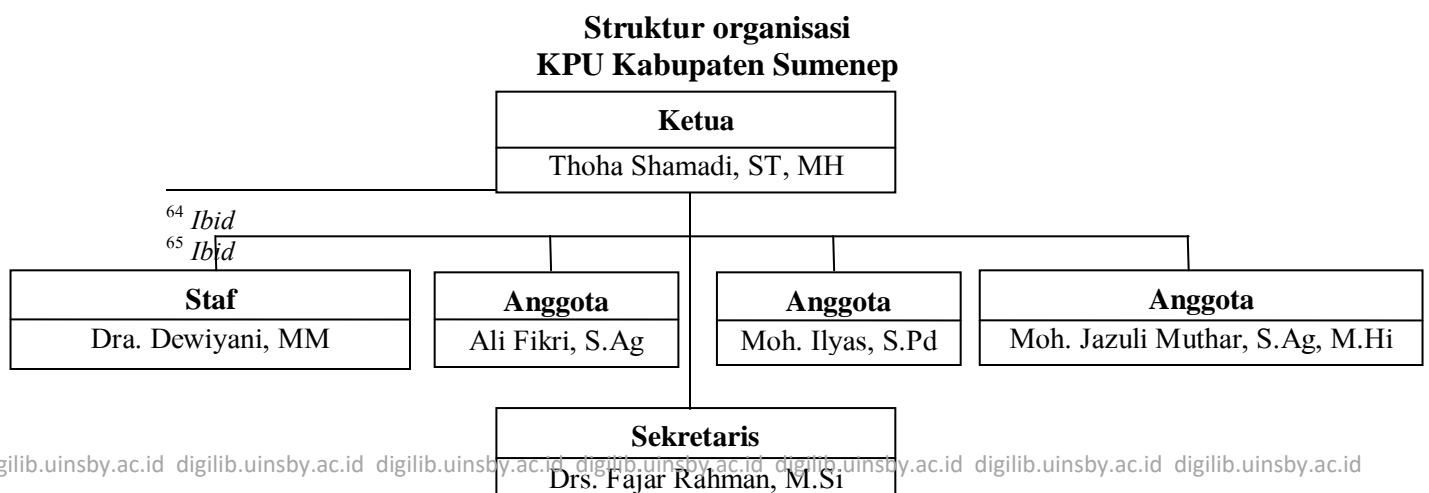 Struktur organisasi
KPU Kabupaten Sumenep
Ketua
Thoha Shamadi, ST, MH
64 Ibid
65 Ibid
Staf
Dra. Dewiyani, MM
Anggota
Ali Fikri, S.Ag
Anggota
Moh. Ilyas, S.Pd
Anggota
Moh. Jazuli Muthar, S.Ag, M.Hi
Sekretaris
gilib.uinsby.ac.id digilib.uinsby.ac.id digilib.uinsby.ac.id digilib.uinsby.ac.id digilib.uinsby.ac.id digilib.uinsby.ac.id digilib.uinsby.ac.id
Drs. Fajar Rahman, M.Si